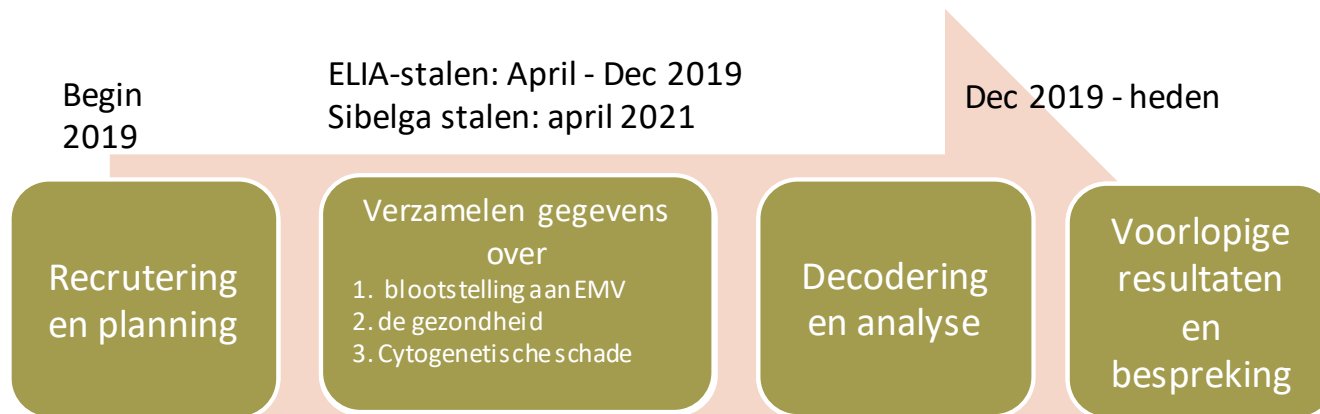 Begin
2019
ELIA-stalen: April - Dec 2019
Sibelga stalen: april 2021
Dec 2019 - heden
Recrutering
en planning
Verzamelen gegevens
over
1. blootstelling aan EMV
2. de gezondheid
3. Cytogenetische schade
Decodering
en analyse
Voorlopige
resultaten
en
bespreking